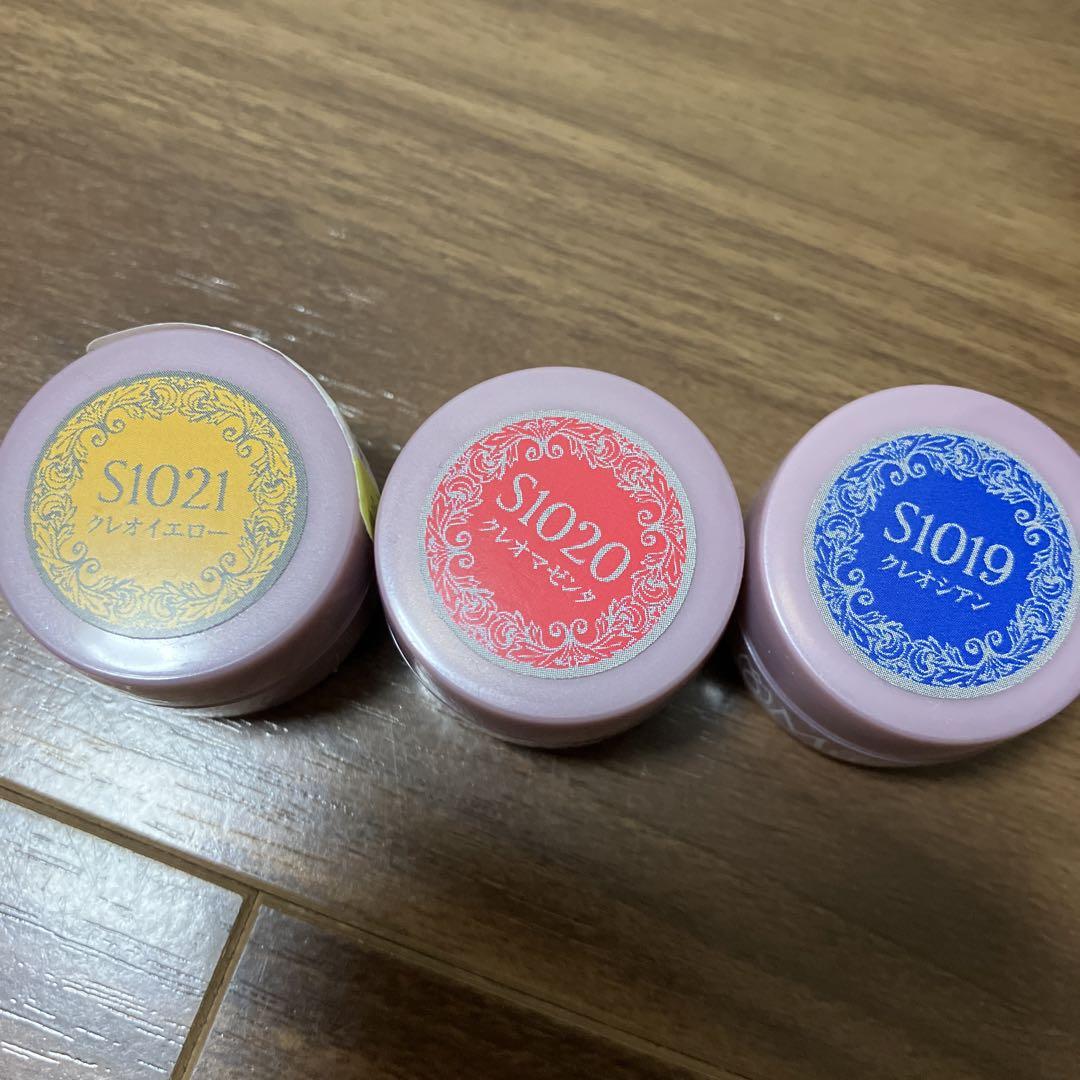 S1021
クレオイエロー
S1020
クレオマゼンタ
S1019
クレオシアン